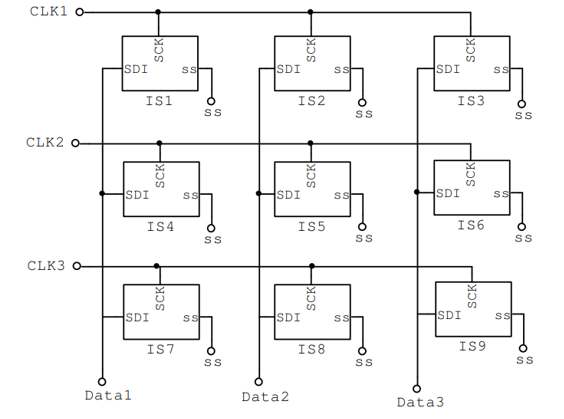 CLK1
SCK SCK SCK
SDI ss SDI ss SDI ss
IS1 IS2 IS3
ss ss ss
CLK2
SCK SCK SCK
SDI ss SDI ss SDI ss
IS4 IS5 IS6
ss ss ss
CLK3
SCK SCK SCK
SDI ss SDI ss SDI ss
IS7 IS8 IS9
ss ss ss
Data1 Data2 Data3